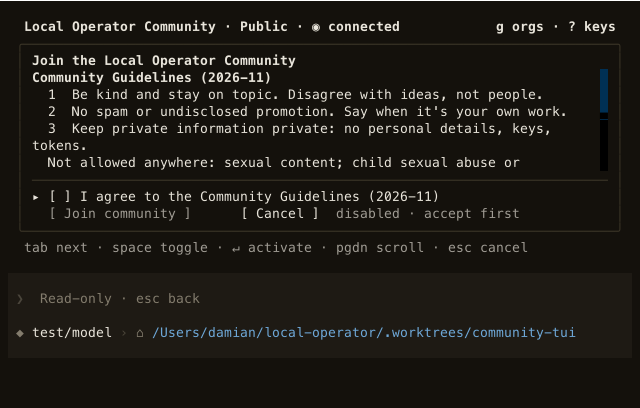 Local Operator Community · Public · ◉ connected g orgs · ? keys
Join the Local Operator Community
Community Guidelines (2026-11)
1 Be kind and stay on topic. Disagree with ideas, not people.
2 No spam or undisclosed promotion. Say when it's your own work.
3 Keep private information private: no personal details, keys,
tokens.
Not allowed anywhere: sexual content; child sexual abuse or
▸ [ ] I agree to the Community Guidelines (2026-11)
[ Join community ] [ Cancel ] disabled · accept first
tab next · space toggle · ↵ activate · pgdn scroll · esc cancel
❯ Read-only · esc back
◆ test/model › ⌂ /Users/damian/local-operator/.worktrees/community-tui